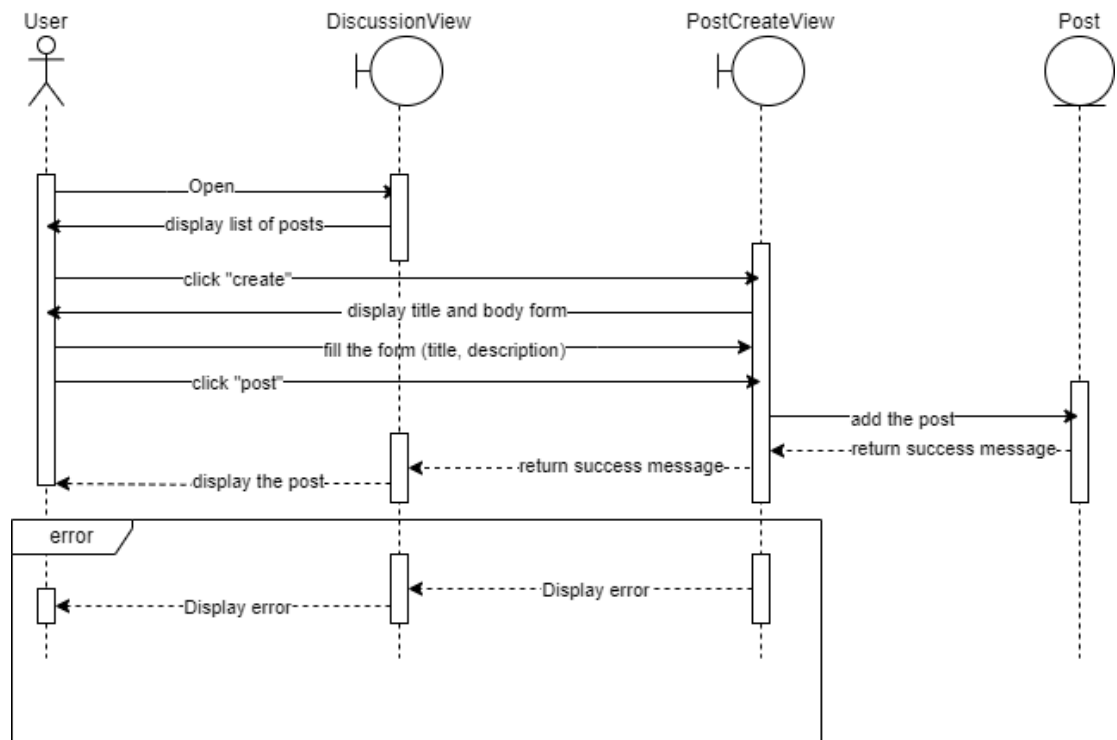 User
DiscussionView
PostCreateView
Post
Open
display list of posts
click "create"
display title and body form
fill the form (title, description)
click "post"
add the post
return success message
return success message
display the post
error
Display error
Display error